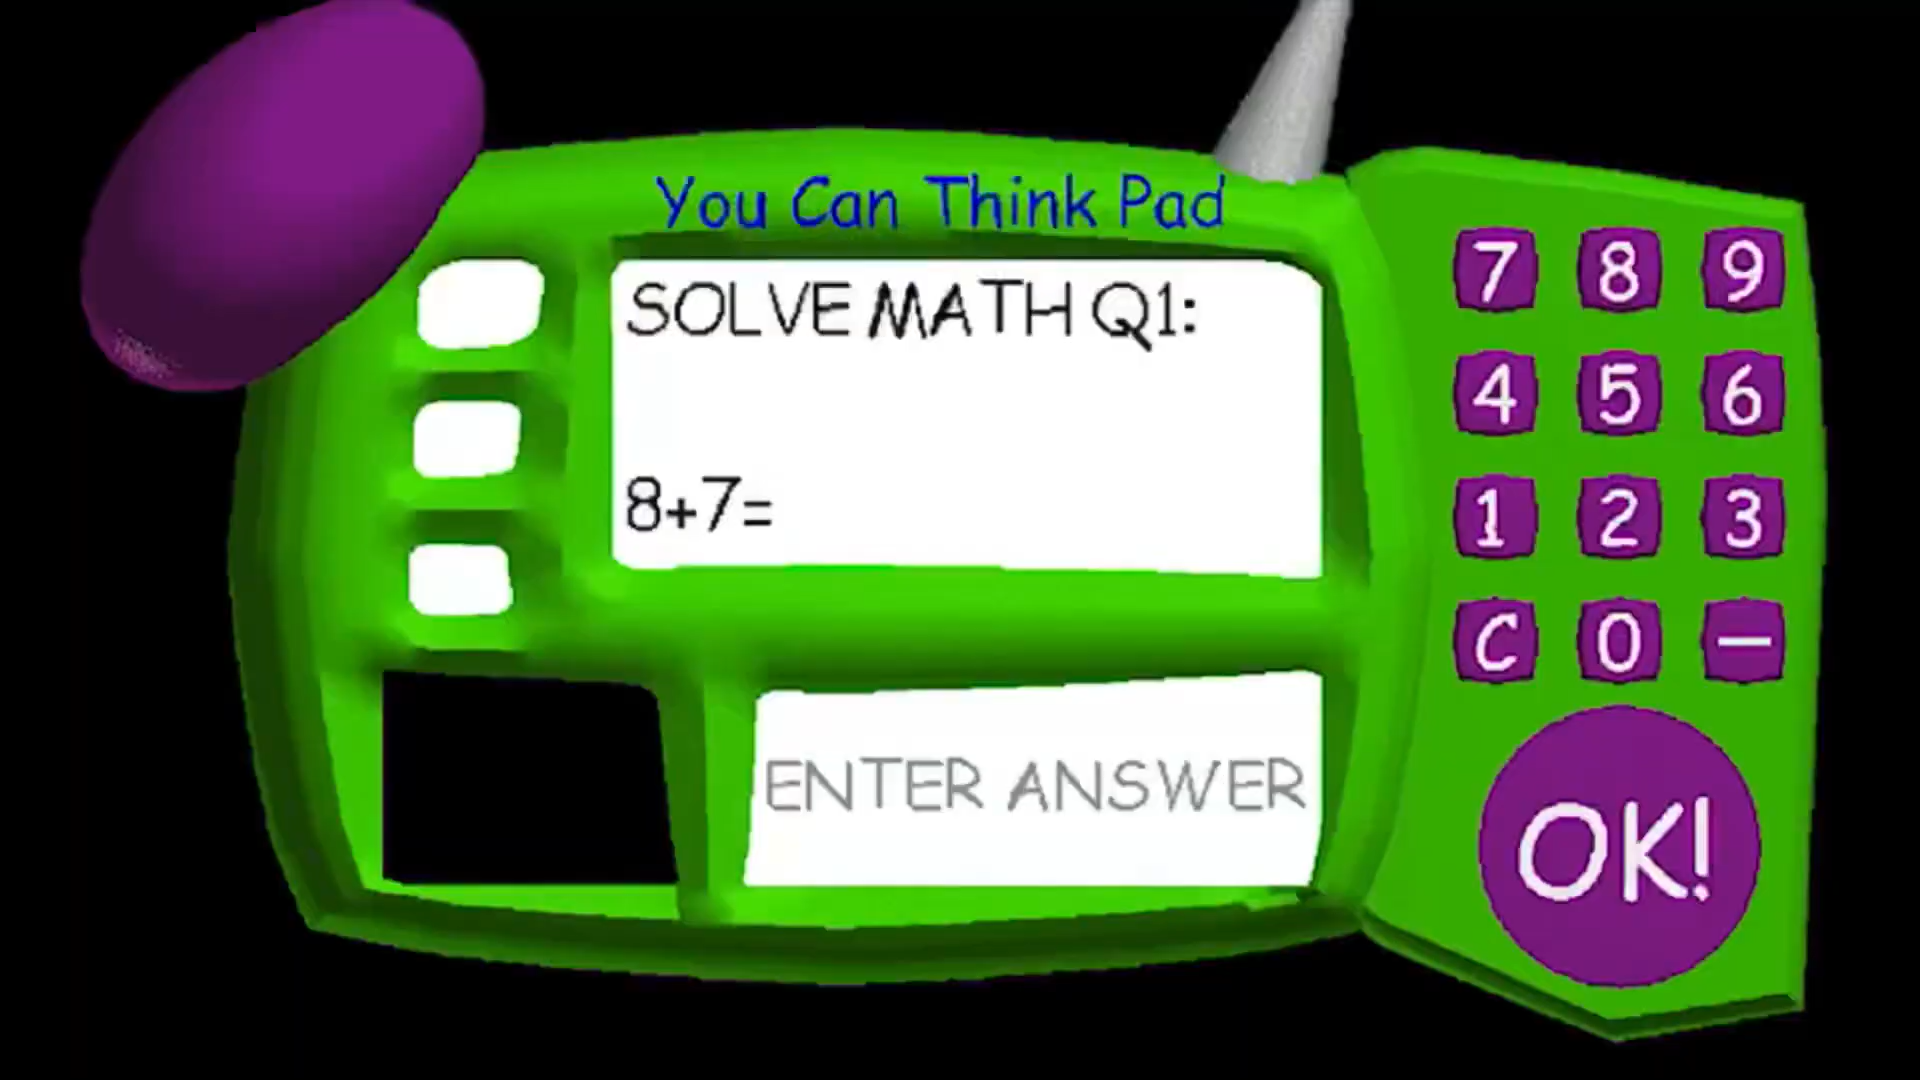 You Can Think Pad
SOLVE MATH Q1:
8+7=
ENTER ANSWER
7 8 9
4 5 6
1 2 3
C 0 —
OK!